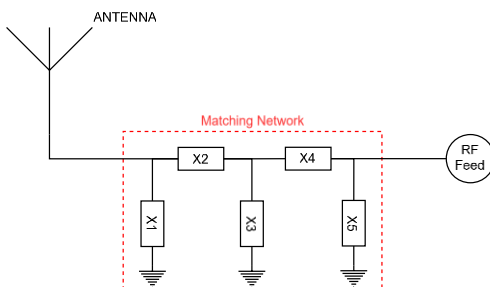 ANTENNA
Matching Network
X2
X4
RF
Feed
X1
X3
X5